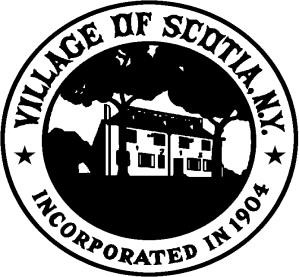 VILLAGE OF SCOTIA, N.Y.
INCORPORATED IN 1904